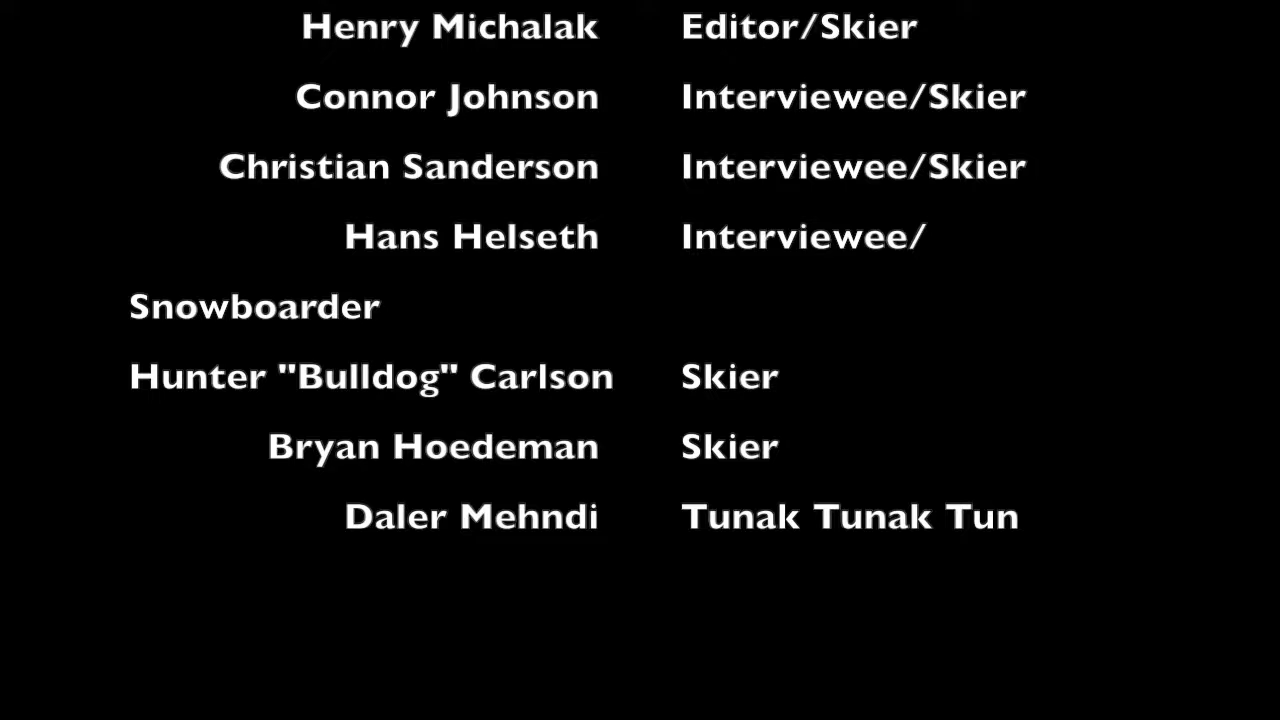 Henry Michalak Editor/Skier
Connor Johnson Interviewee/Skier
Christian Sanderson Interviewee/Skier
Hans Helseth Interviewee/
Snowboarder
Hunter "Bulldog" Carlson Skier
Bryan Hoedeman Skier
Daler Mehndi Tunak Tunak Tun